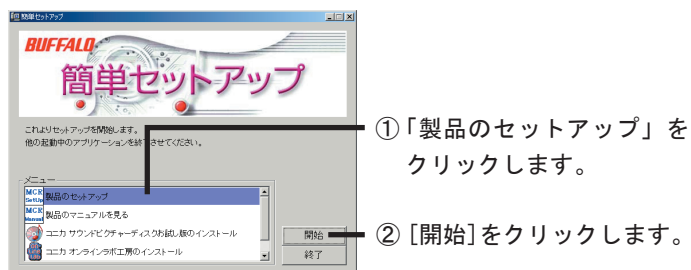 簡単セットアップ
BUFFALO
簡単セットアップ
これよりセットアップを開始します。
他の起動中のアプリケーションを終了させてください。
メニュー
MCR SetUp 製品のセットアップ
MCR Manual 製品のマニュアルを見る
コニカ サウンドピクチャーディスクお試し版のインストール
コニカ オンラインラボ工房のインストール
開始
終了
①「製品のセットアップ」を
クリックします。
②[開始]をクリックします。